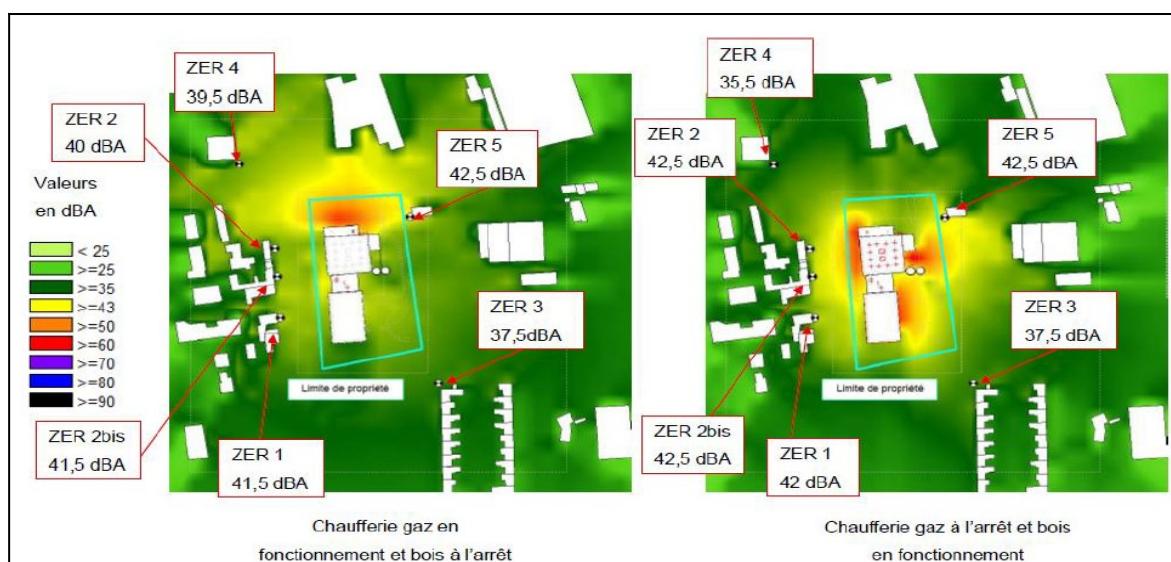 ZER 4
39,5 dBA
ZER 2
40 dBA
ZER 5
42,5 dBA
Valeurs
en dBA
< 25
>=25
>=35
>=43
>=50
>=60
>=70
>=80
>=90
ZER 3
37,5dBA
Limite de propriété
ZER 2bis
41,5 dBA
ZER 1
41,5 dBA
Chaufferie gaz en
fonctionnement et bois à l'arrêt
ZER 4
35,5 dBA
ZER 2
42,5 dBA
ZER 5
42,5 dBA
ZER 3
37,5 dBA
Limite de propriété
ZER 2bis
42,5 dBA
ZER 1
42 dBA
Chaufferie gaz à l'arrêt et bois
en fonctionnement